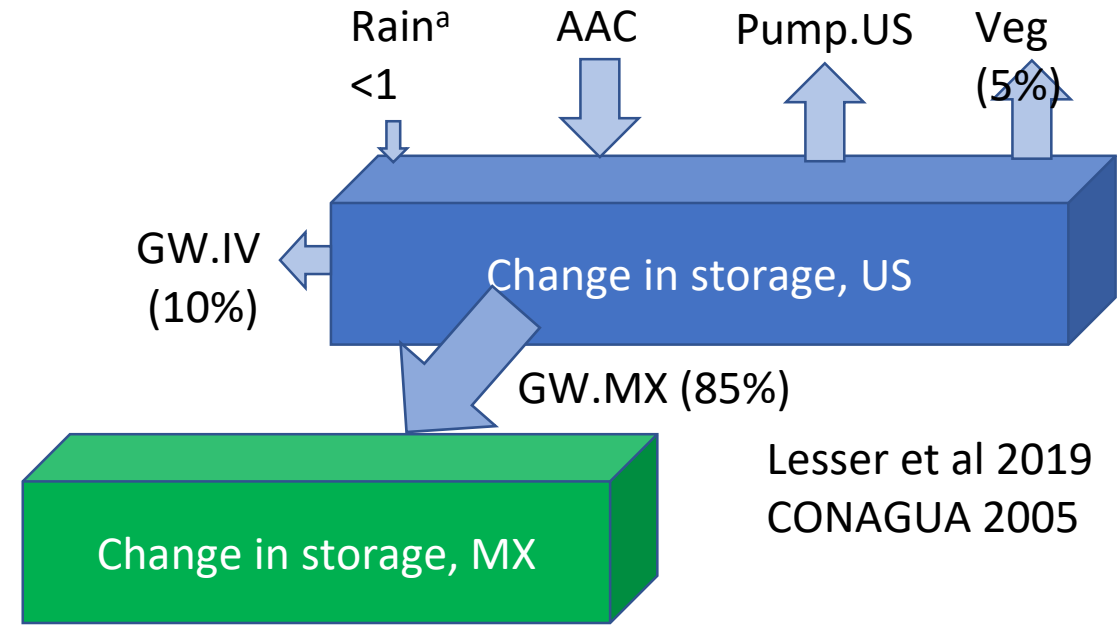 Rainᵃ
<1
AAC
Pump.US
Veg
(5%)
GW.IV
(10%)
Change in storage, US
GW.MX (85%)
Lesser et al 2019
CONAGUA 2005
Change in storage, MX